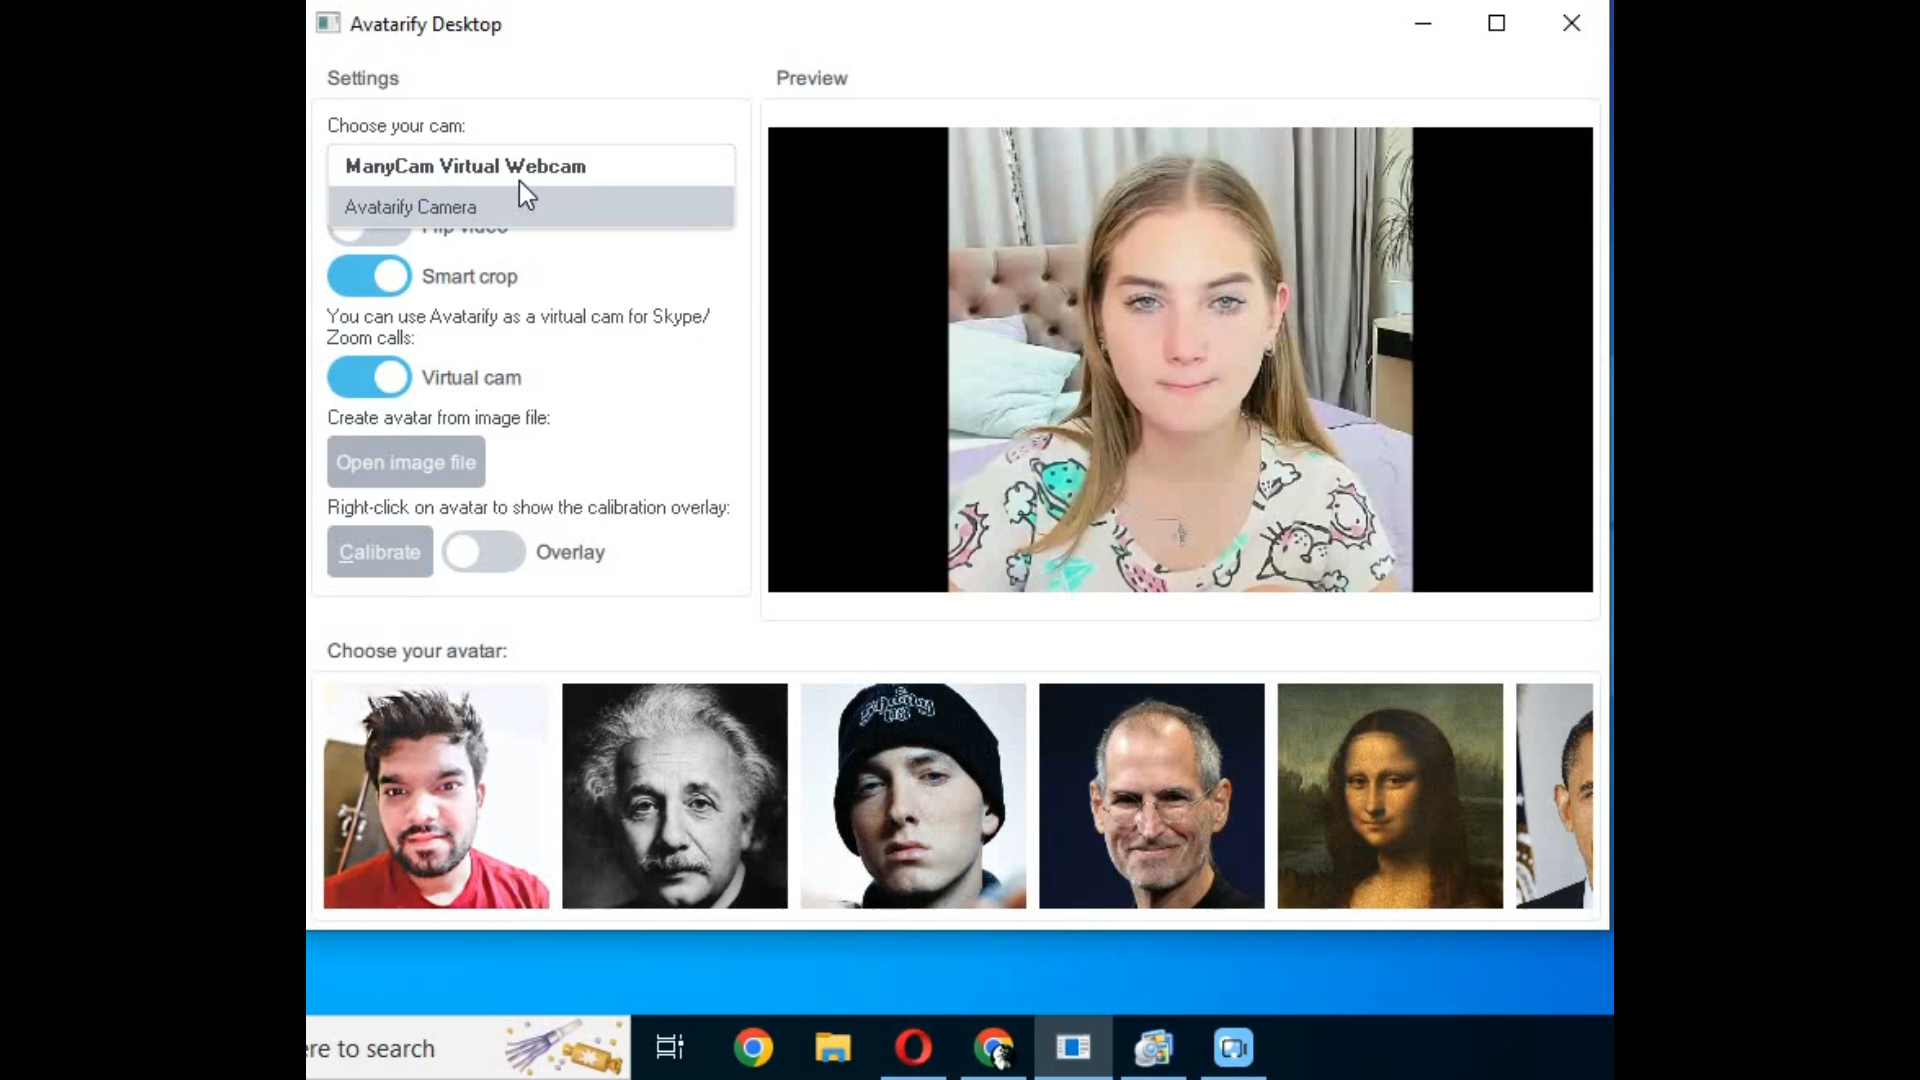 Avatarify Desktop
Settings
Preview
Choose your cam:
ManyCam Virtual Webcam
Avatarify Camera
Flip video
Smart crop
You can use Avatarify as a virtual cam for Skype/
Zoom calls:
Virtual cam
Create avatar from image file:
Open image file
Right-click on avatar to show the calibration overlay:
Calibrate
Overlay
Choose your avatar:
re to search